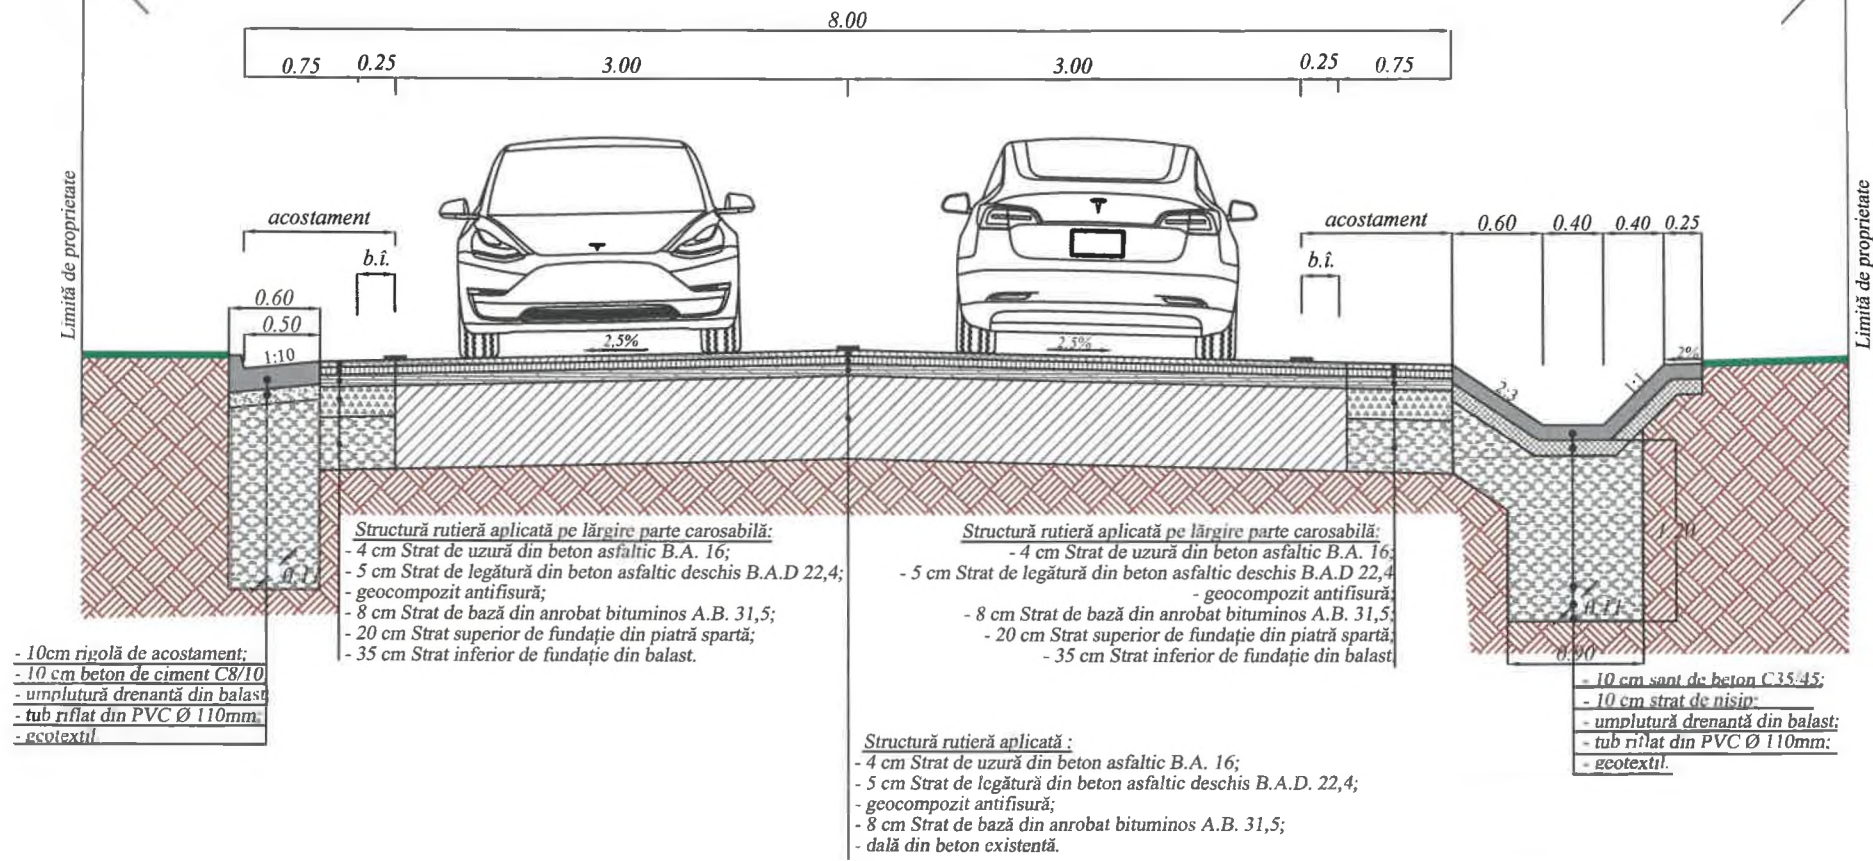 8.00
0.75 0.25 3.00 3.00 0.25 0.75
Limită de proprietate
Limită de proprietate
acostament
b.î.
acostament
b.î.
0.60 0.40 0.40 0.25
0.60
0.50
1:10
2,5%
2.5%
2:3
1:1
2%
1.20
0.11
0.90
Structură rutieră aplicată pe lărgire parte carosabilă:
- 4 cm Strat de uzură din beton asfaltic B.A. 16;
- 5 cm Strat de legătură din beton asfaltic deschis B.A.D 22,4;
- geocompozit antifisură;
- 8 cm Strat de bază din anrobat bituminos A.B. 31,5;
- 20 cm Strat superior de fundație din piatră spartă;
- 35 cm Strat inferior de fundație din balast.
Structură rutieră aplicată pe lărgire parte carosabilă:
- 4 cm Strat de uzură din beton asfaltic B.A. 16;
- 5 cm Strat de legătură din beton asfaltic deschis B.A.D 22,4
- geocompozit antifisură;
- 8 cm Strat de bază din anrobat bituminos A.B. 31,5;
- 20 cm Strat superior de fundație din piatră spartă;
- 35 cm Strat inferior de fundație din balast
- 10cm rigolă de acostament;
- 10 cm beton de ciment C8/10
- umplutură drenantă din balast
- tub riflat din PVC Ø 110mm;
- geotextil
- 10 cm sant de beton C35/45;
- 10 cm strat de nisip;
- umplutură drenantă din balast;
- tub riflat din PVC Ø 110mm;
- geotextil.
Structură rutieră aplicată :
- 4 cm Strat de uzură din beton asfaltic B.A. 16;
- 5 cm Strat de legătură din beton asfaltic deschis B.A.D. 22,4;
- geocompozit antifisură;
- 8 cm Strat de bază din anrobat bituminos A.B. 31,5;
- dală din beton existentă.